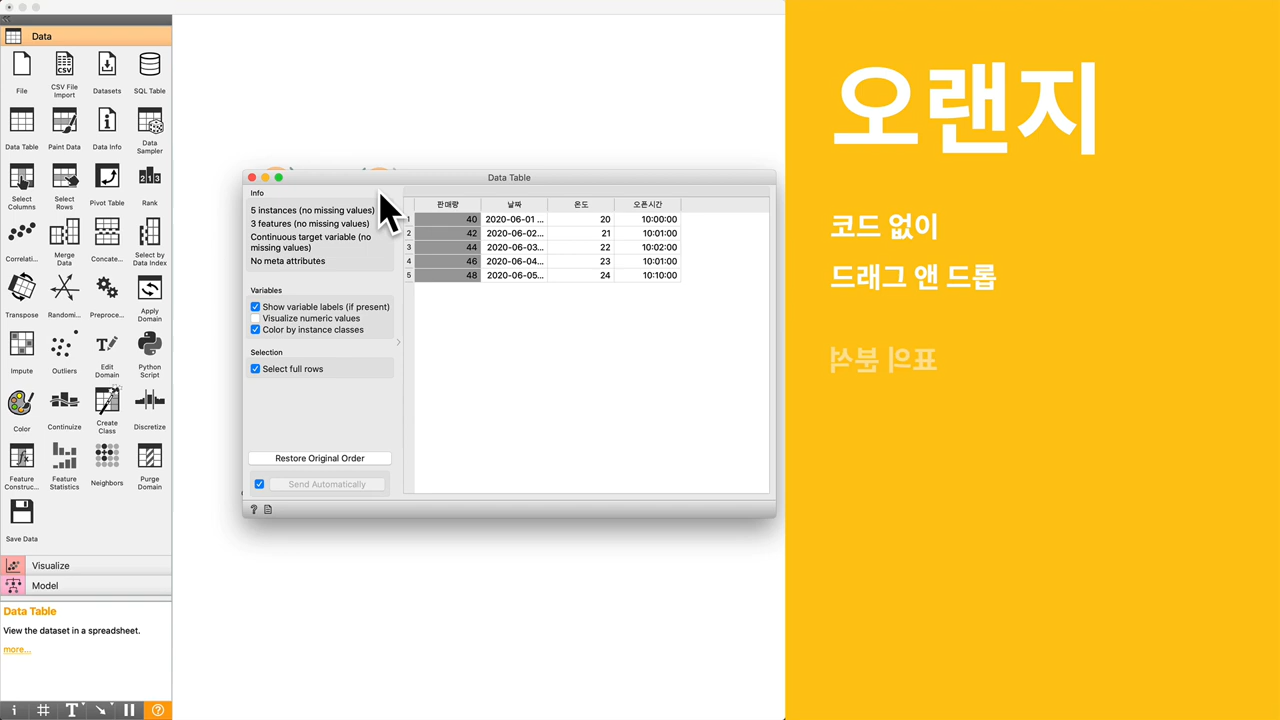 Data
File
CSV File Import
Datasets
SQL Table
Data Table
Paint Data
Data Info
Data Sampler
Select Columns
Select Rows
Pivot Table
Rank
Correlati...
Merge Data
Concate...
Select by Data Index
Transpose
Randomi...
Preproce...
Apply Domain
Impute
Outliers
Edit Domain
Python Script
Color
Continuize
Create Class
Discretize
Feature Construc...
Feature Statistics
Neighbors
Purge Domain
Save Data
Visualize
Model
Data Table
View the dataset in a spreadsheet.
more...
Data Table
Info
5 instances (no missing values)
3 features (no missing values)
Continuous target variable (no
missing values)
No meta attributes
Variables
Show variable labels (if present)
Visualize numeric values
Color by instance classes
Selection
Select full rows
Restore Original Order
Send Automatically
판매량 날짜 온도 오픈시간
1 40 2020-06-01 ... 20 10:00:00
2 42 2020-06-02... 21 10:01:00
3 44 2020-06-03... 22 10:02:00
4 46 2020-06-04... 23 10:01:00
5 48 2020-06-05... 24 10:10:00
오랜지
코드 없이
드래그 앤 드롭
표의 분석